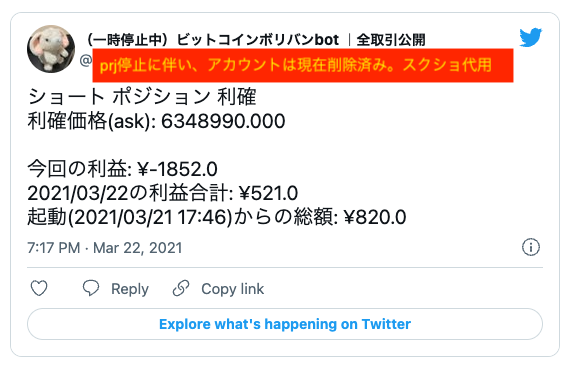 （一時停止中）ビットコインボリバンbot ｜全取引公開
@
prj停止に伴い、アカウントは現在削除済み。スクショ代用
ショート ポジション 利確
利確価格(ask): 6348990.000
今回の利益: ¥-1852.0
2021/03/22の利益合計: ¥521.0
起動(2021/03/21 17:46)からの総額: ¥820.0
7:17 PM · Mar 22, 2021
Reply
Copy link
Explore what's happening on Twitter